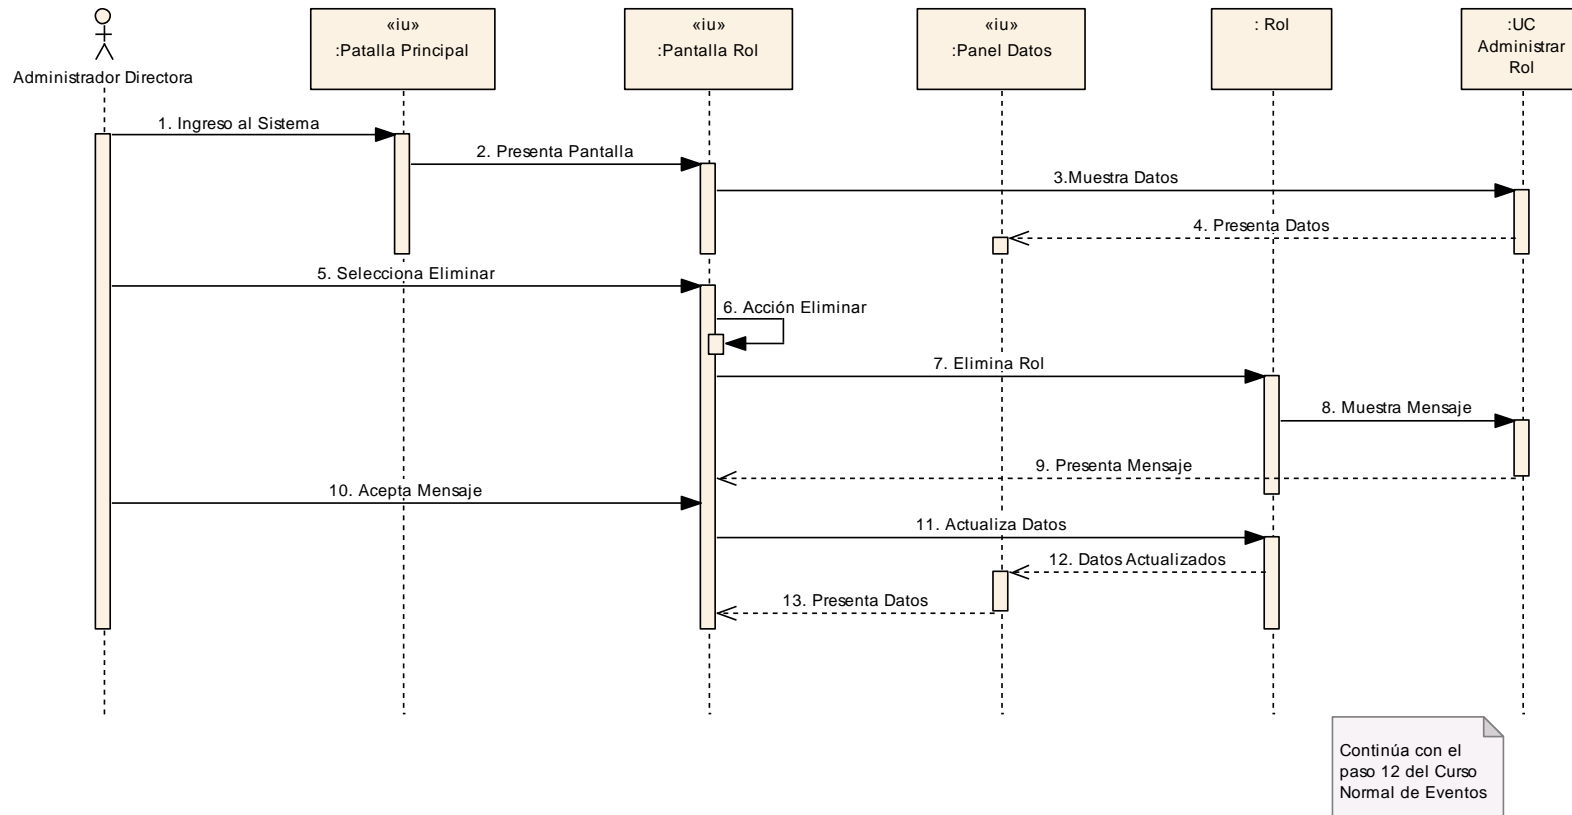 Administrador Directora
«iu»
:Patalla Principal
«iu»
:Pantalla Rol
«iu»
:Panel Datos
: Rol
:UC
Administrar
Rol
1. Ingreso al Sistema
2. Presenta Pantalla
3.Muestra Datos
4. Presenta Datos
5. Selecciona Eliminar
6. Acción Eliminar
7. Elimina Rol
8. Muestra Mensaje
9. Presenta Mensaje
10. Acepta Mensaje
11. Actualiza Datos
12. Datos Actualizados
13. Presenta Datos
Continúa con el
paso 12 del Curso
Normal de Eventos